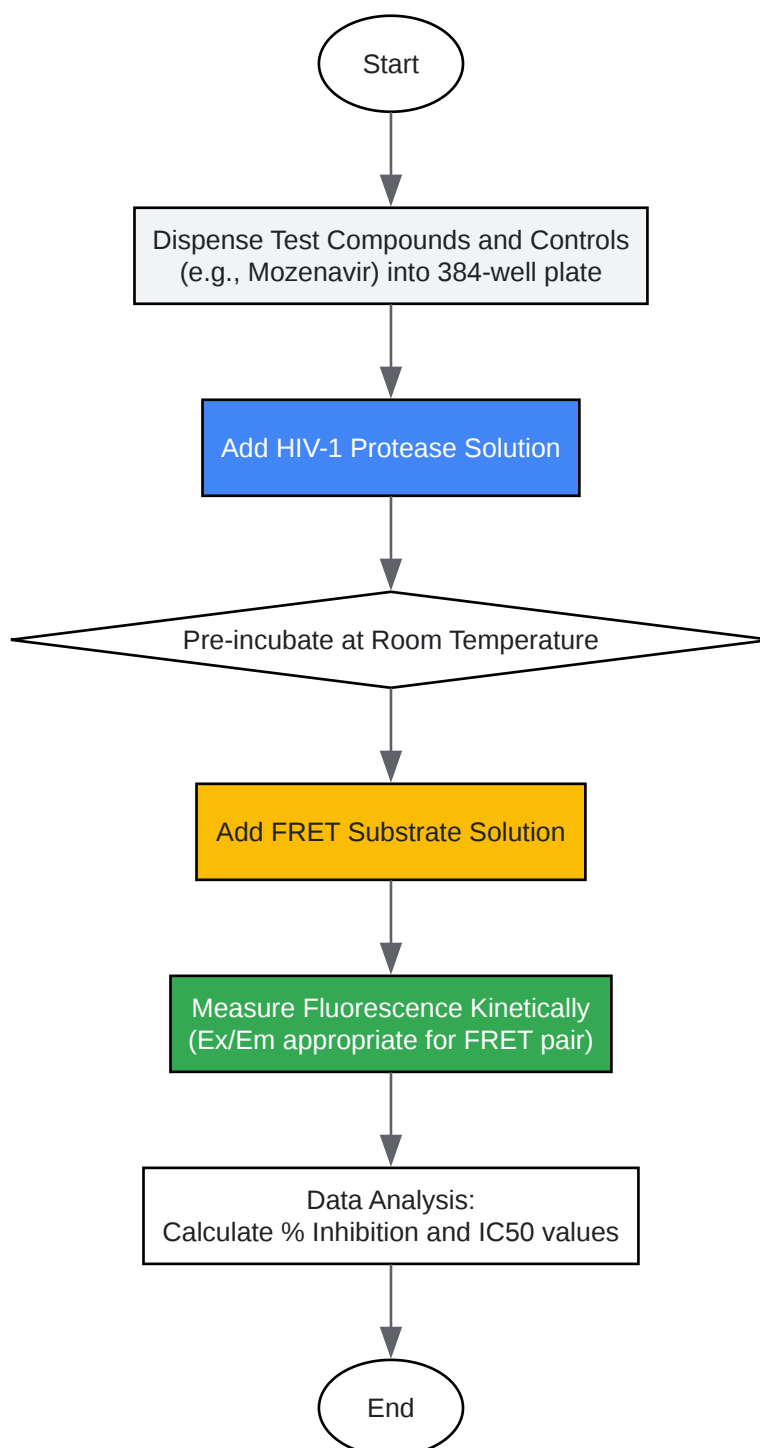 Start
Dispense Test Compounds and Controls
(e.g., Mozenavir) into 384-well plate
Add HIV-1 Protease Solution
Pre-incubate at Room Temperature
Add FRET Substrate Solution
Measure Fluorescence Kinetically
(Ex/Em appropriate for FRET pair)
Data Analysis:
Calculate % Inhibition and IC50 values
End